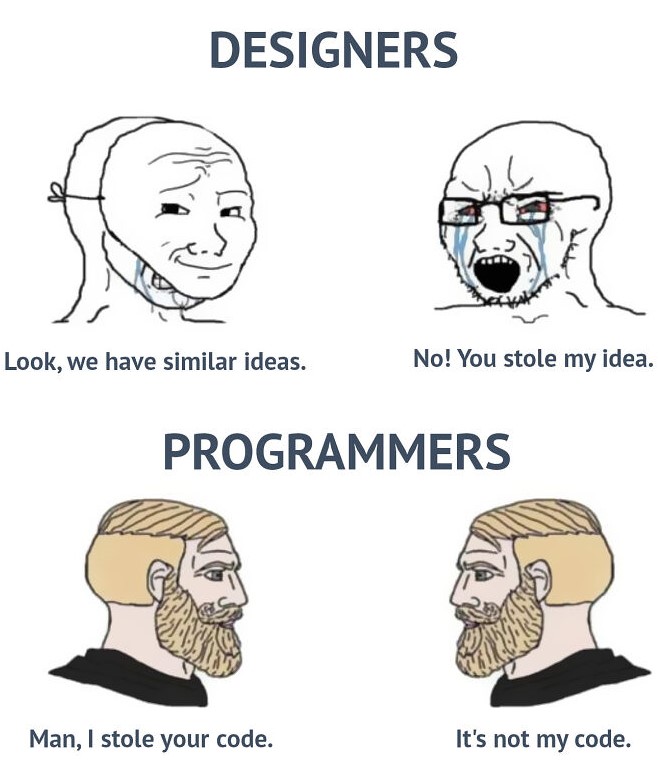 DESIGNERS
Look, we have similar ideas.
No! You stole my idea.
PROGRAMMERS
Man, I stole your code.
It's not my code.